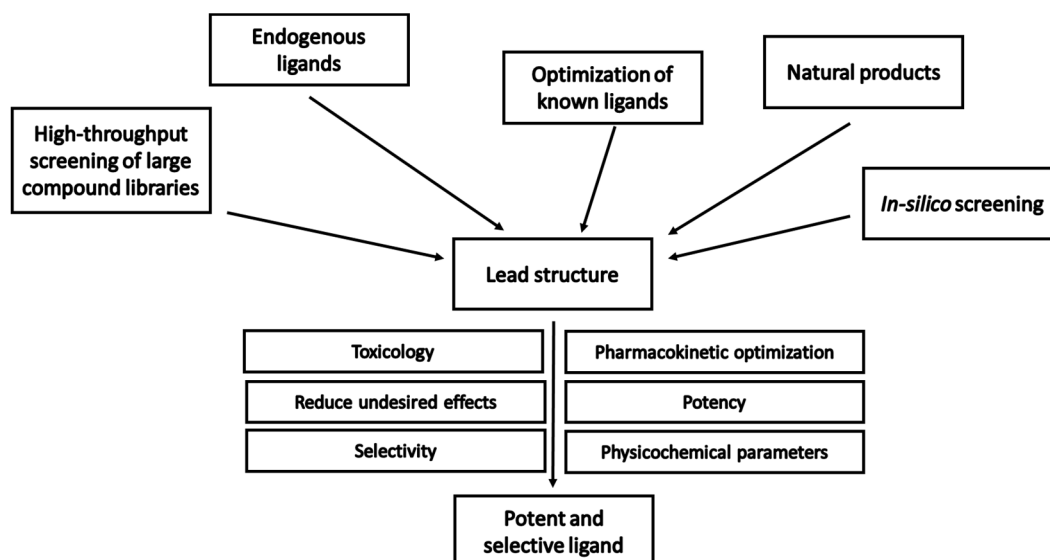 Endogenous
ligands
Optimization of
known ligands
Natural products
High-throughput
screening of large
compound libraries
In-silico screening
Lead structure
Toxicology
Pharmacokinetic optimization
Reduce undesired effects
Potency
Selectivity
Physicochemical parameters
Potent and
selective ligand